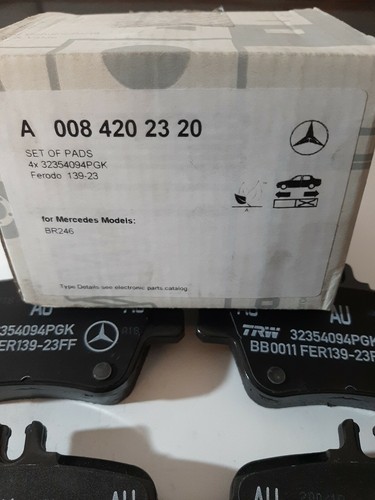 A 008 420 23 20
SET OF PADS
4x 32354094PGK
Ferodo 139-23
for Mercedes Models:
BR246
Type Details see electronic parts catalog
AU
32354094PGK
FER139-23FF
AU
TRW 32354094PGK
BB0011 FER139-23F
AU
AU